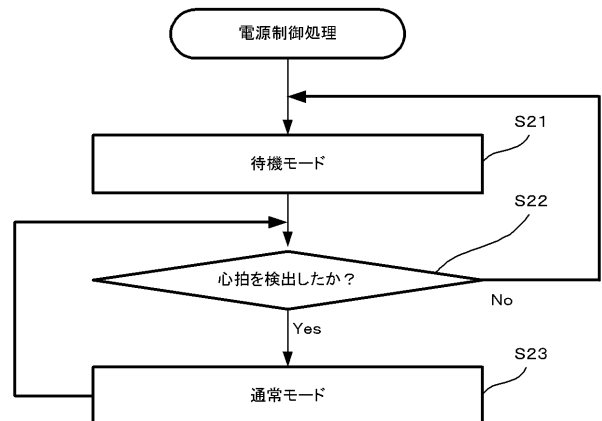 電源制御処理
S21
待機モード
S22
心拍を検出したか？
No
Yes
S23
通常モード